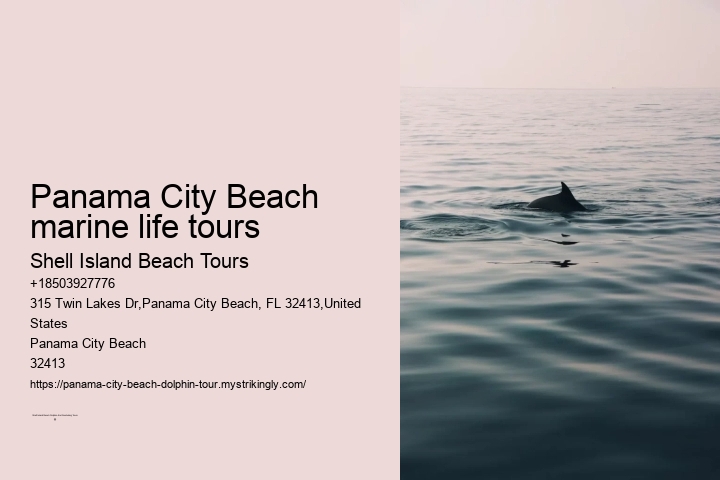 Panama City Beach
marine life tours
Shell Island Beach Tours
+18503927776
315 Twin Lakes Dr,Panama City Beach, FL 32413,United
States
Panama City Beach
32413
https://panama-city-beach-dolphin-tour.mystrikingly.com/